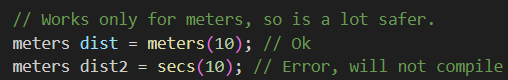 // Works only for meters, so is a lot safer.
meters dist = meters(10); // Ok
meters dist2 = secs(10); // Error, will not compile